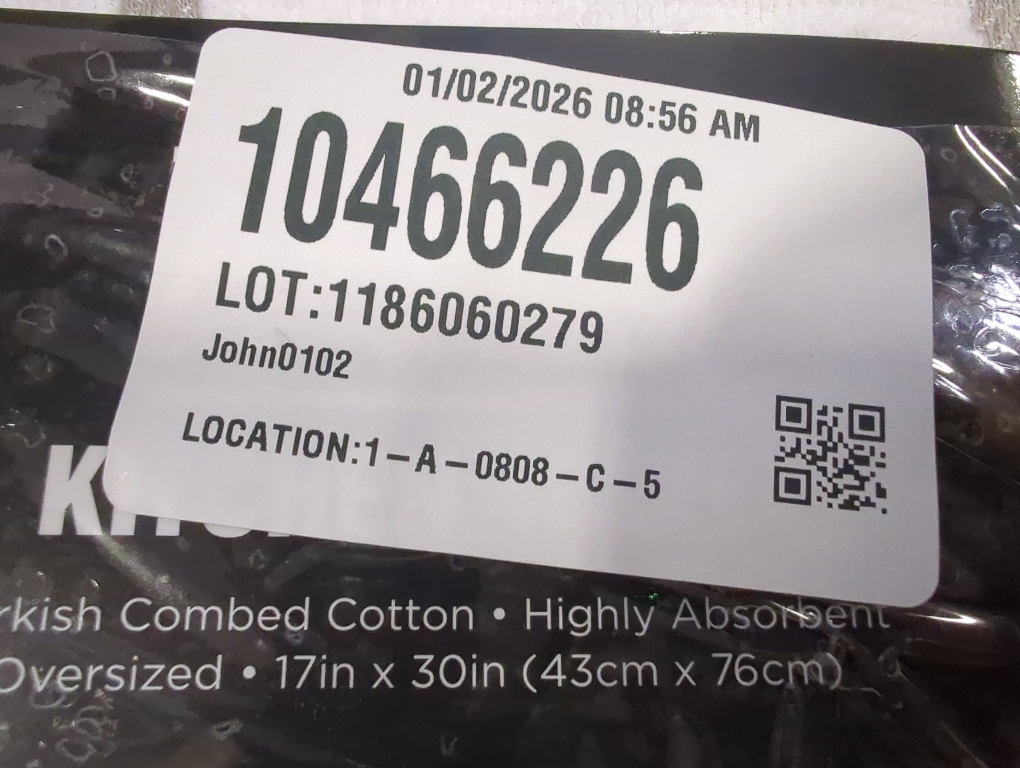 01/02/2026 08:56 AM
10466226
LOT:1186060279
John0102
LOCATION:1-A-0808-C-5
rkish Combed Cotton • Highly Absorbent
Oversized • 17in x 30in (43cm x 76cm)